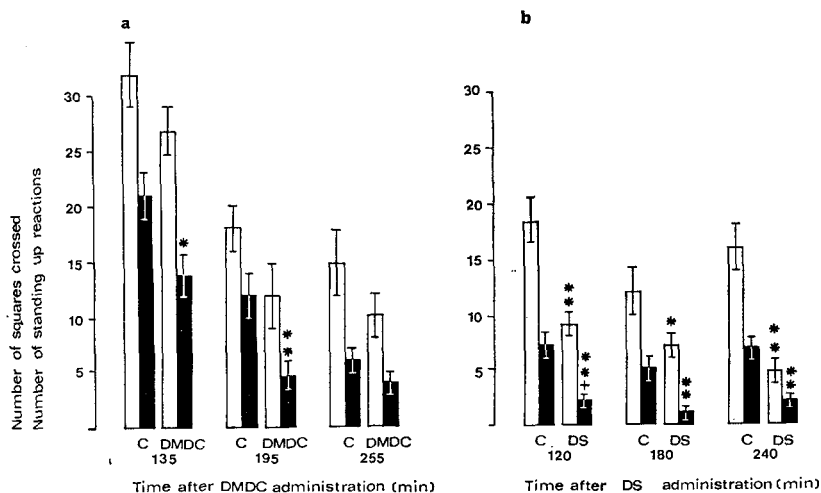 a
b
Number of squares crossed
Number of standing up reactions
30
25
20
15
10
5
30
25
20
15
10
5
*
**
**
**+
*
**
**
**
C DMDC C DMDC C DMDC
135 195 255
Time after DMDC administration (min)
C DS C DS C DS
120 180 240
Time after DS administration (min)